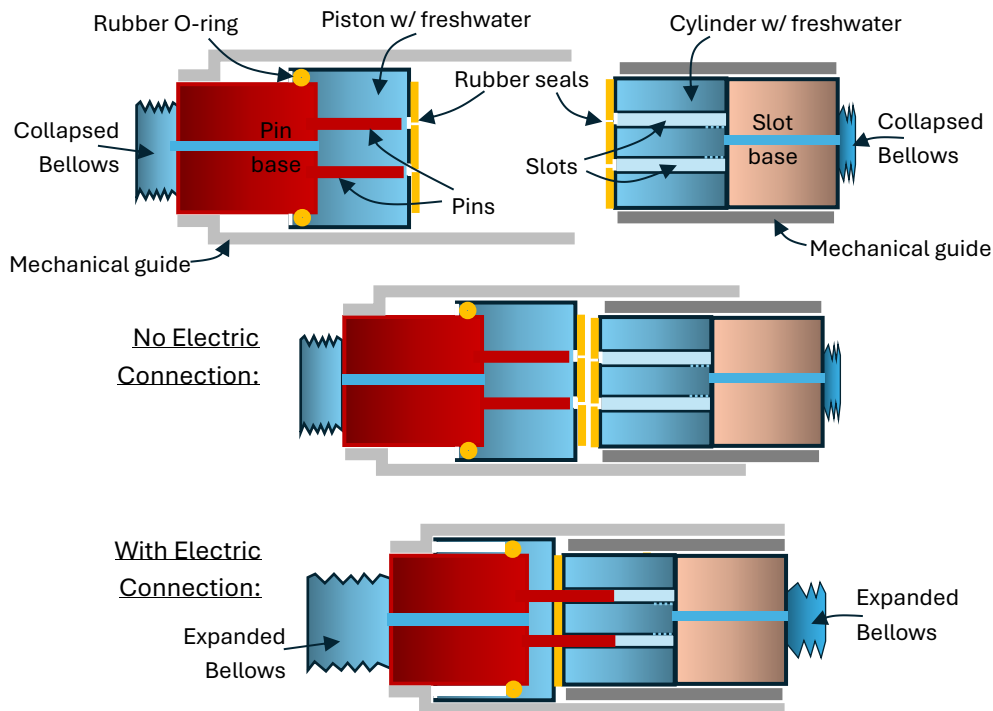 Rubber O-ring
Piston w/ freshwater
Cylinder w/ freshwater
Rubber seals
Collapsed
Bellows
Pin
base
Slots
Slot
base
Collapsed
Bellows
Pins
Mechanical guide
Mechanical guide
No Electric
Connection:
With Electric
Connection:
Expanded
Bellows
Expanded
Bellows